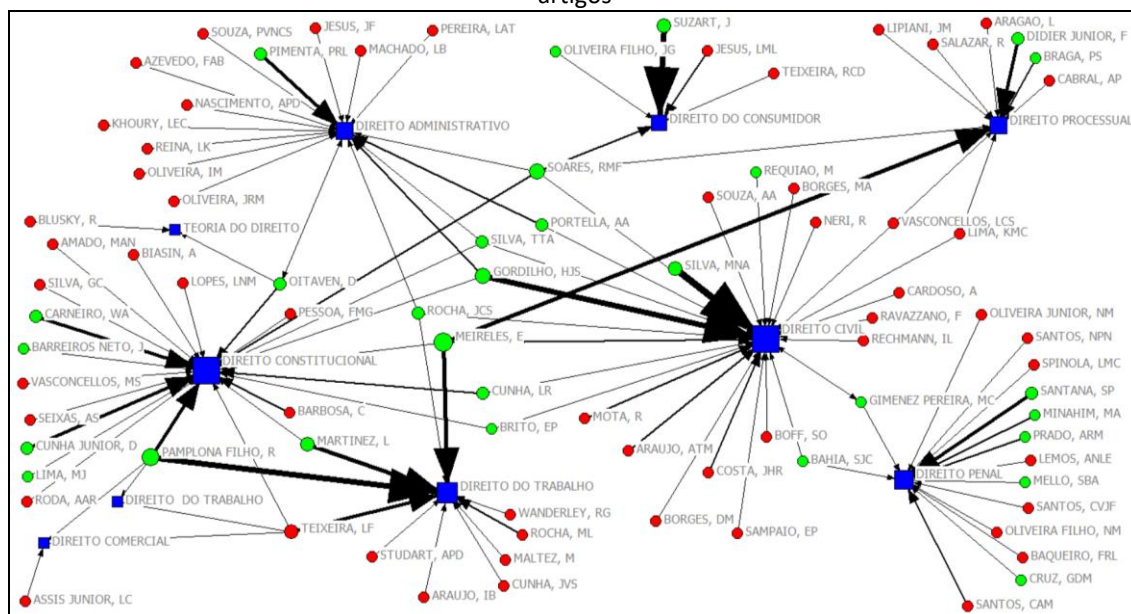 artigos
SUZART, J
JESUS, JF
PEREIRA, LAT
SOUZA, PVNCS
PIMENTA, PRL
MACHADO, LB
OLIVEIRA FILHO, JG
JESUS, LML
LIPIANI, JM
ARAGAO, L
DIDIER JUNIOR, F
SALAZAR, R
BRAGA, PS
AZEVEDO, FAB
TEIXEIRA, RCD
CABRAL, AP
NASCIMENTO, APD
KHOURY, LEC
DIREITO ADMINISTRATIVO
DIREITO DO CONSUMIDOR
DIREITO PROCESSUAL
REINA, LK
OLIVEIRA, IM
SOARES, RMF
REQUIAO, M
OLIVEIRA, JRM
SOUZA, AA
BORGES, MA
BLUSKY, R
TEORIA DO DIREITO
PORTELLA, AA
NERI, R
VASCONCELLOS, LCS
LIMA, KMC
AMADO, MAN
BIASIN, A
SILVA, TTA
SILVA, GC
LOPES, LNM
OITAVEN, D
GORDILHO, HJS
SILVA, MNA
CARDOSO, A
CARNEIRO, WA
PESSOA, FMG
ROCHA, JCS
RAVAZZANO, F
OLIVEIRA JUNIOR, NM
BARREIROS NETO, J
DIREITO CONSTITUCIONAL
MEIRELES, E
DIREITO CIVIL
RECHMANN, IL
SANTOS, NPN
SPINOLA, LMC
VASCONCELLOS, MS
CUNHA, LR
SANTANA, SP
SEIXAS, AS
BARBOSA, C
MOTA, R
GIMENEZ PEREIRA, MC
MINAHIM, MA
BRITO, EP
CUNHA JUNIOR, D
PAMPLONA FILHO, R
MARTINEZ, L
ARAUJO, ATM
BOFF, SO
PRADO, ARM
LIMA, MJ
BAHIA, SJC
LEMOS, ANLE
COSTA, JHR
DIREITO PENAL
MELLO, SBA
RODA, AAR
DIREITO  DO TRABALHO
DIREITO DO TRABALHO
SANTOS, CVJF
WANDERLEY, RG
BORGES, DM
TEIXEIRA, LF
ROCHA, ML
SAMPAIO, EP
OLIVEIRA FILHO, NM
DIREITO COMERCIAL
STUDART, APD
MALTEZ, M
BAQUEIRO, FRL
CUNHA, JVS
CRUZ, GDM
ASSIS JUNIOR, LC
ARAUJO, IB
SANTOS, CAM